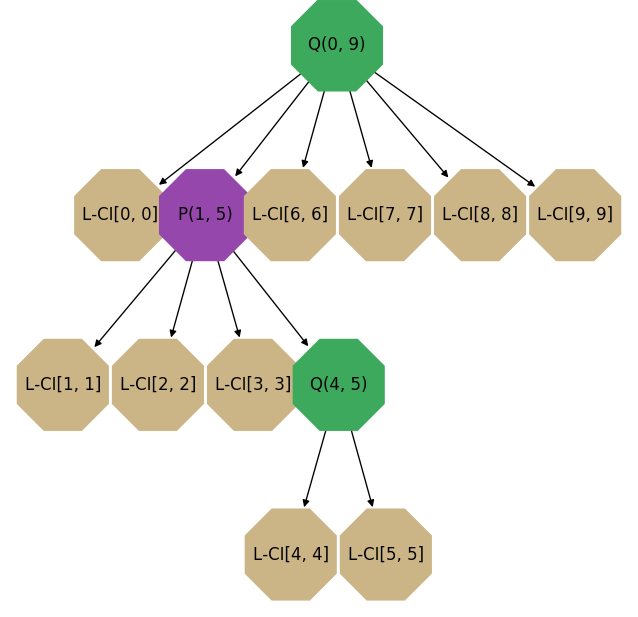 Q(0, 9)
L-CI[0, 0] P(1, 5) L-CI[6, 6] L-CI[7, 7] L-CI[8, 8] L-CI[9, 9]
L-CI[1, 1] L-CI[2, 2] L-CI[3, 3] Q(4, 5)
L-CI[4, 4] L-CI[5, 5]